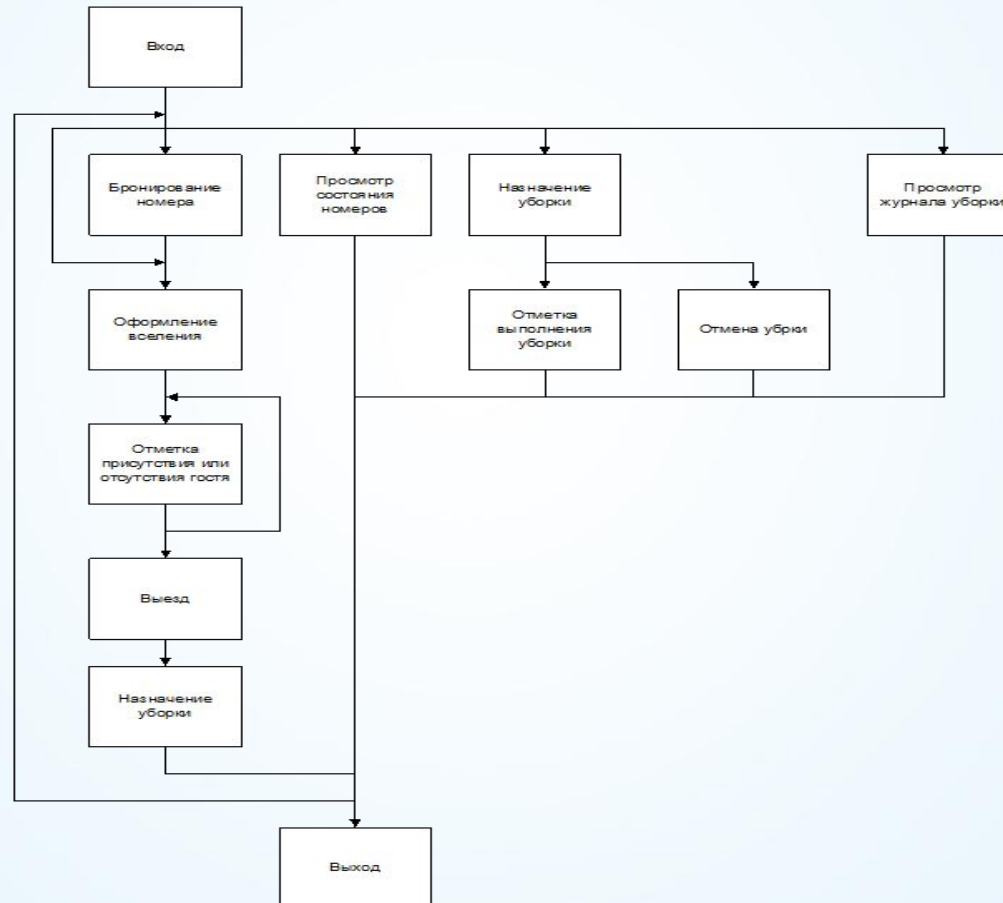 Вход
Бронирование
номера
Просмотр
состояния
номеров
Назначение
уборки
Просмотр
журнала уборки
Оформление
вселения
Отметка
выполнения
уборки
Отмена убрки
Отметка
присутствия или
отсутствия гостя
Выезд
Назначение
уборки
Выход